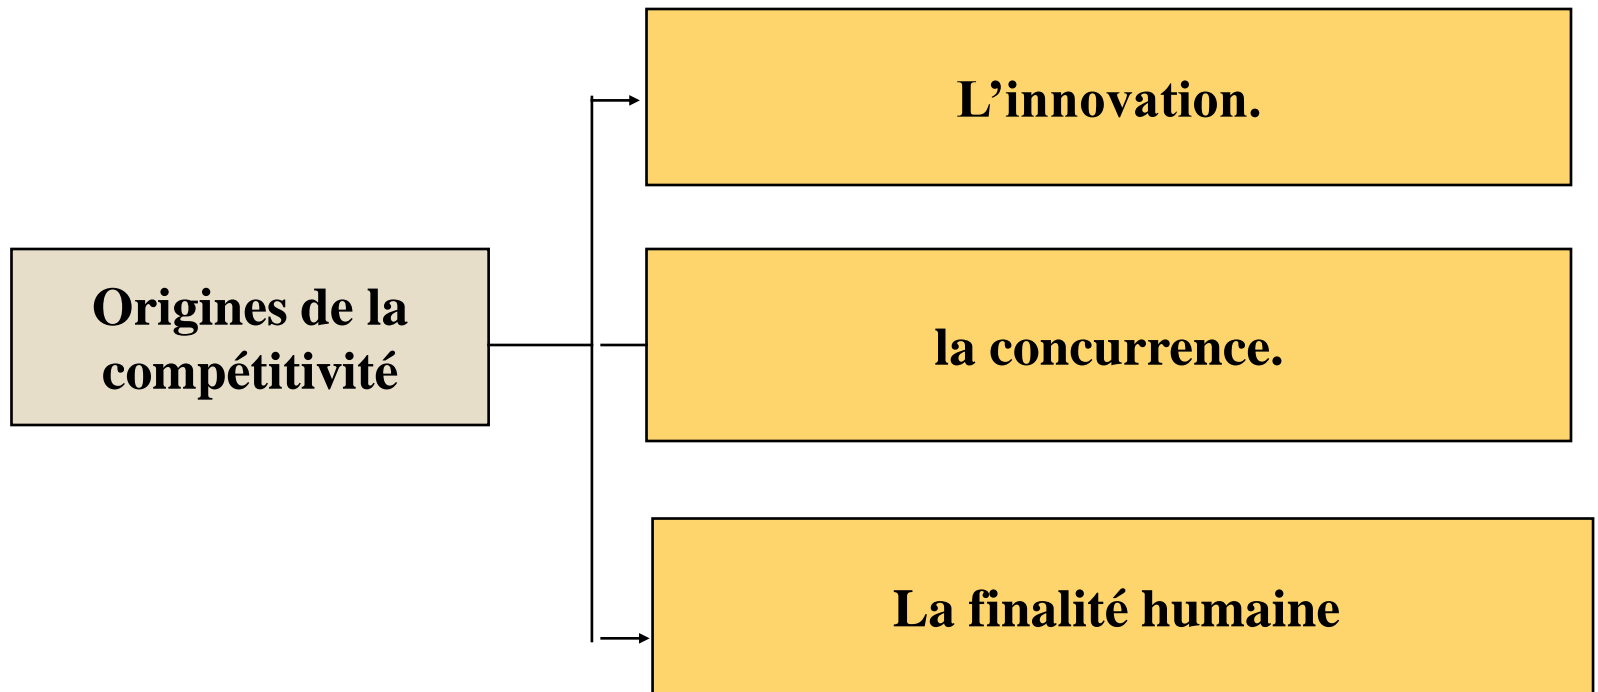 L’innovation.
Origines de la
compétitivité
la concurrence.
La finalité humaine